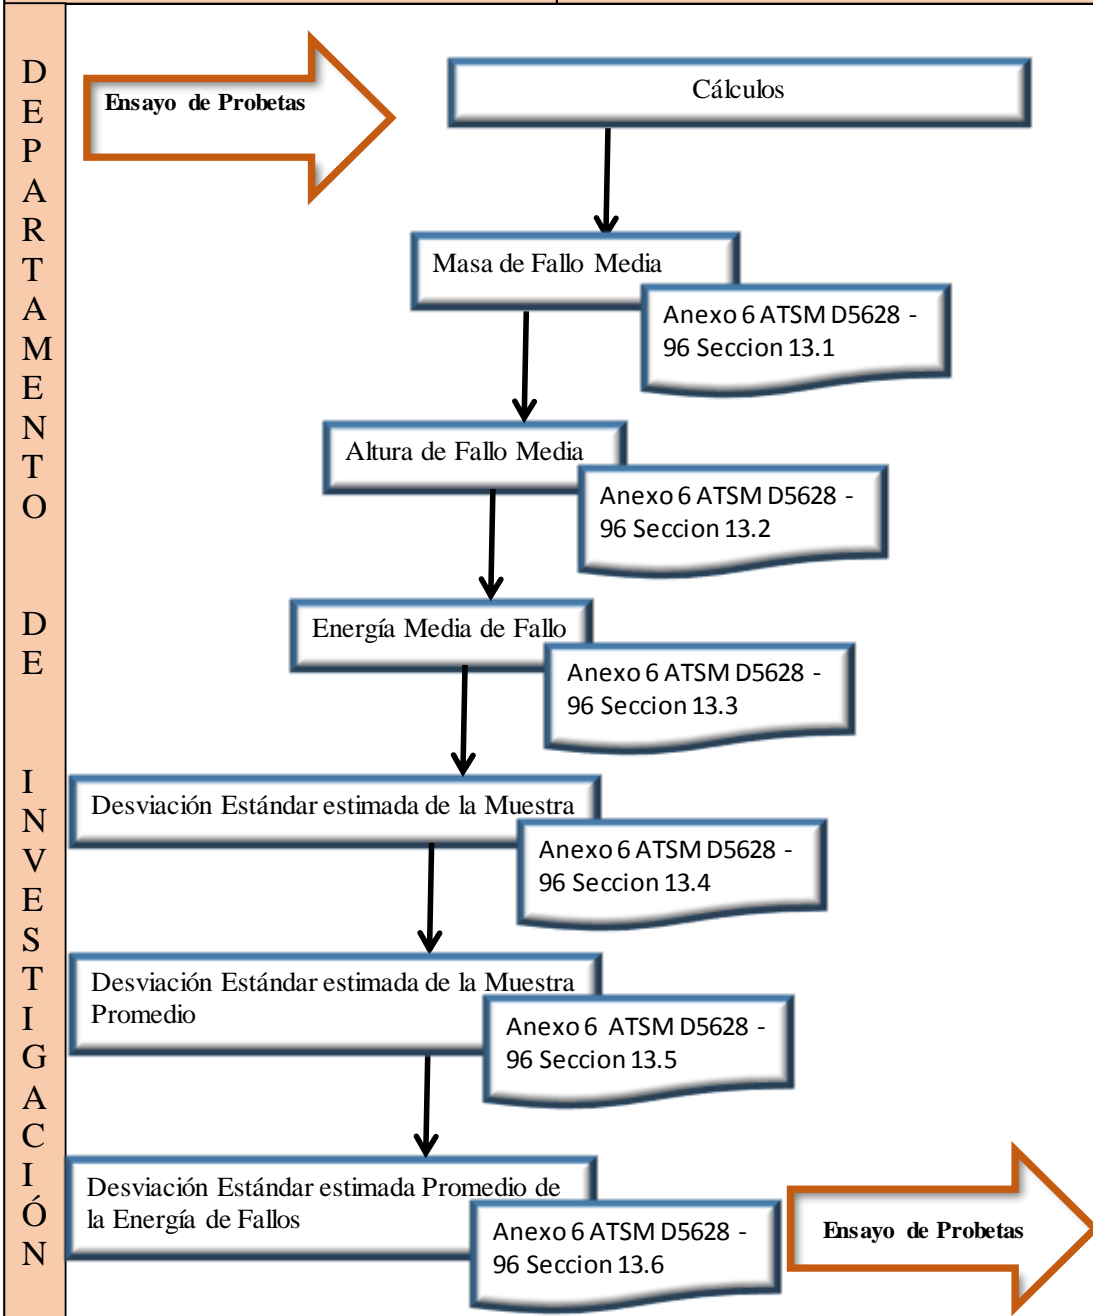 DEPARTAMENTO DE INVESTIGACIÓN
Ensayo de Probetas
Cálculos
Masa de Fallo Media
Anexo 6 ATSM D5628 -
96 Seccion 13.1
Altura de Fallo Media
Anexo 6 ATSM D5628 -
96 Seccion 13.2
Energía Media de Fallo
Anexo 6 ATSM D5628 -
96 Seccion 13.3
Desviación Estándar estimada de la Muestra
Anexo 6 ATSM D5628 -
96 Seccion 13.4
Desviación Estándar estimada de la Muestra
Promedio
Anexo 6 ATSM D5628 -
96 Seccion 13.5
Desviación Estándar estimada Promedio de
la Energía de Fallos
Anexo 6 ATSM D5628 -
96 Seccion 13.6
Ensayo de Probetas